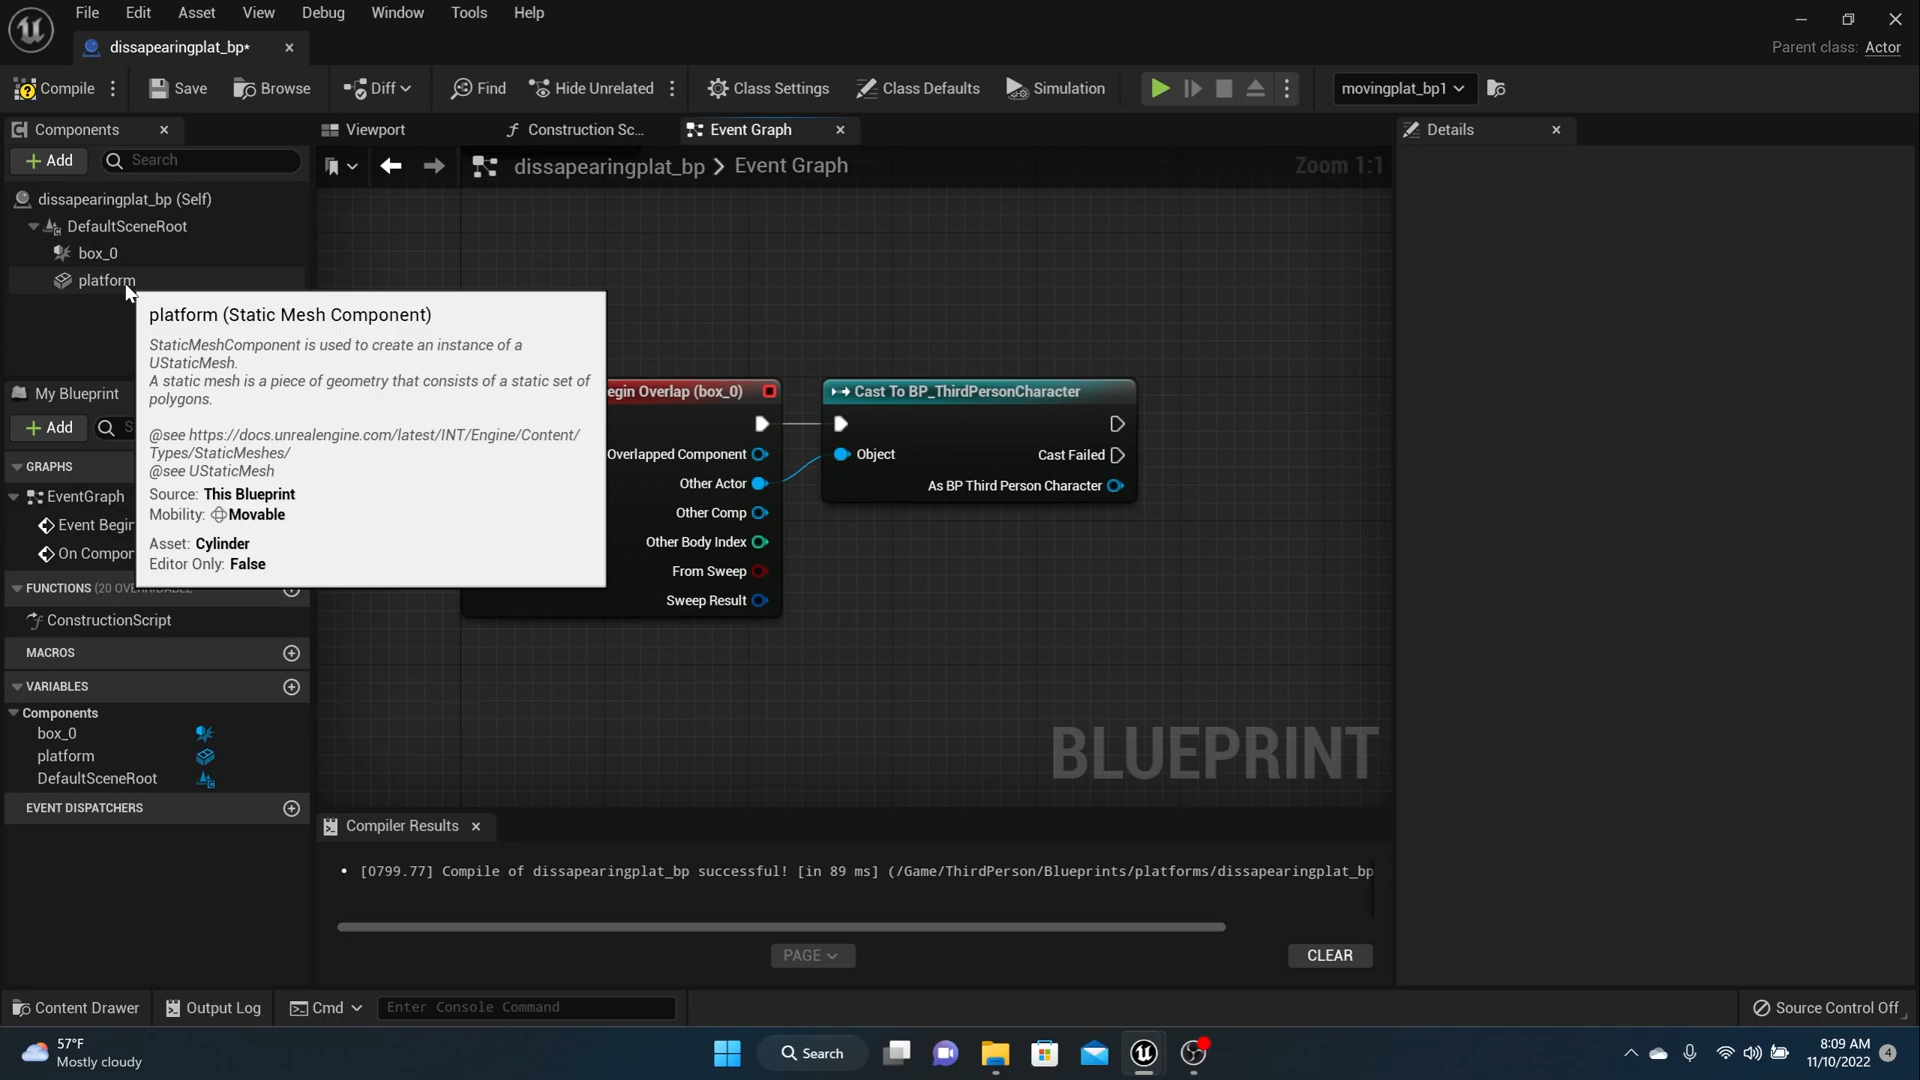 File Edit Asset View Debug Window Tools Help
dissapearingplat_bp*
Parent class: Actor
Compile Save Browse Diff Find Hide Unrelated Class Settings Class Defaults Simulation movingplat_bp1
Components
Viewport Construction Sc... Event Graph Details
Add Search
dissapearingplat_bp > Event Graph Zoom 1:1
dissapearingplat_bp (Self)
DefaultSceneRoot
box_0
platform
platform (Static Mesh Component)
StaticMeshComponent is used to create an instance of a
UStaticMesh.
A static mesh is a piece of geometry that consists of a static set of
polygons.
@see https://docs.unrealengine.com/latest/INT/Engine/Content/
Types/StaticMeshes/
@see UStaticMesh
Source: This Blueprint
Mobility: Movable
Asset: Cylinder
Editor Only: False
egin Overlap (box_0)
Overlapped Component
Other Actor
Other Comp
Other Body Index
From Sweep
Sweep Result
Cast To BP_ThirdPersonCharacter
Object Cast Failed
As BP Third Person Character
My Blueprint
Add S
GRAPHS
EventGraph
Event Begin
On Compor
FUNCTIONS (20 OVERRIDABLE
ConstructionScript
MACROS
VARIABLES
Components
box_0
platform
DefaultSceneRoot
EVENT DISPATCHERS
BLUEPRINT
Compiler Results
[0799.77] Compile of dissapearingplat_bp successful! [in 89 ms] (/Game/ThirdPerson/Blueprints/platforms/dissapearingplat_bp
PAGE CLEAR
Content Drawer Output Log Cmd Enter Console Command Source Control Off
57°F
Mostly cloudy
Search
8:09 AM
11/10/2022
4